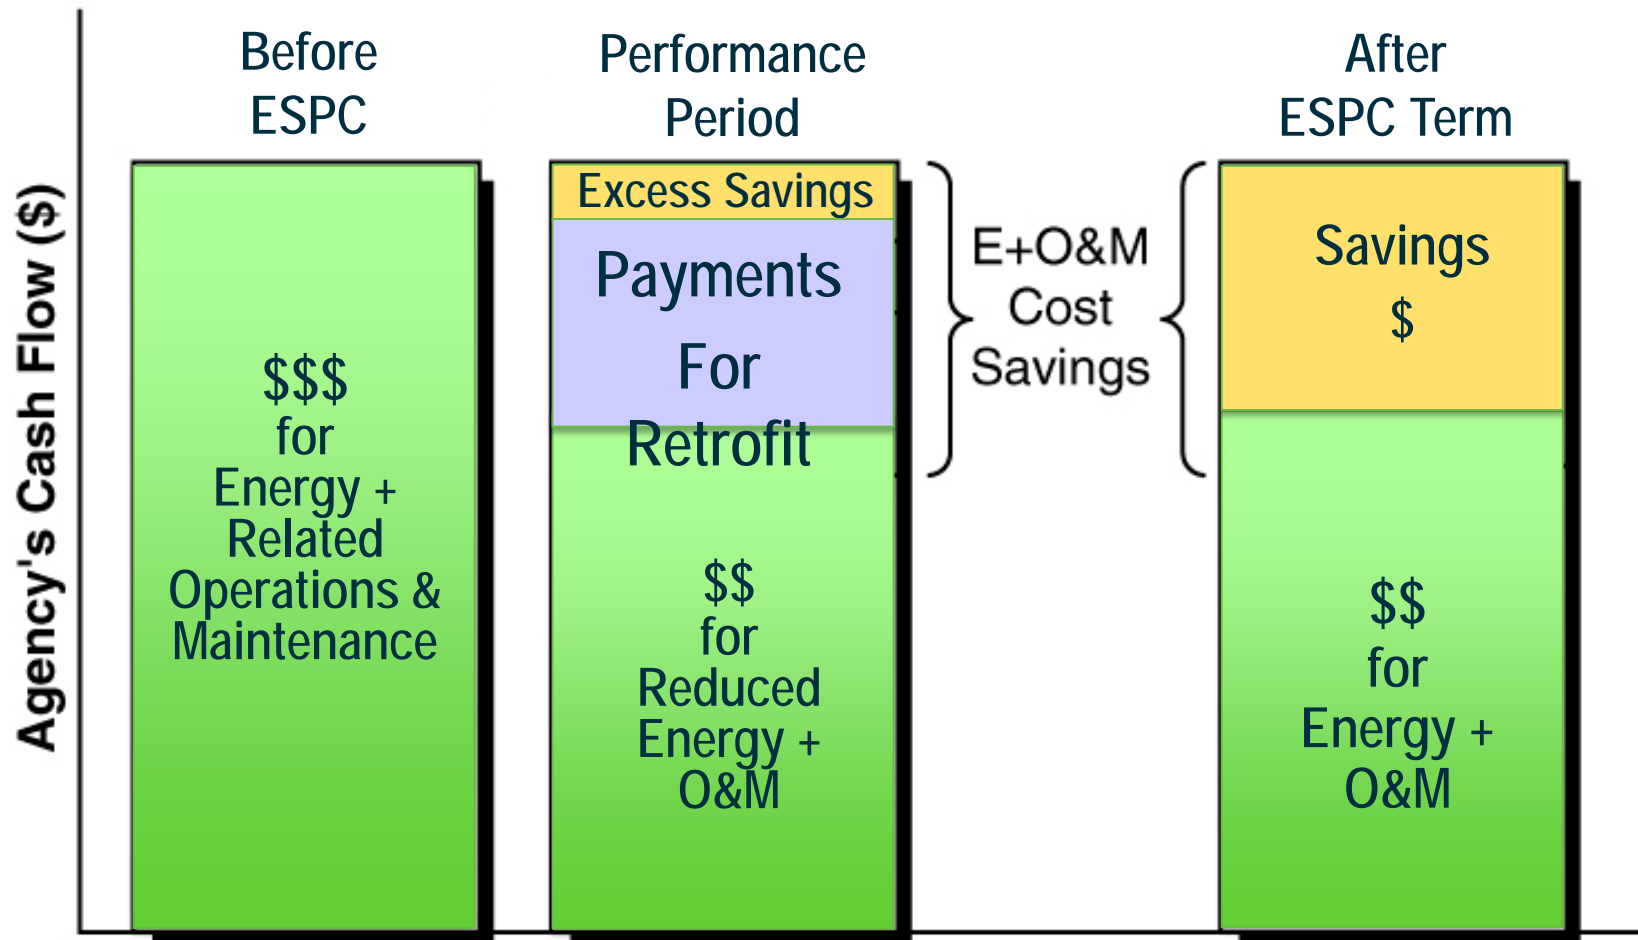 Agency's Cash Flow ($)
Before
ESPC
$$$
for
Energy +
Related
Operations &
Maintenance
Performance
Period
Excess Savings
Payments
For
Retrofit
$$
for
Reduced
Energy +
O&M
E+O&M
Cost
Savings
After
ESPC Term
Savings
$
$$
for
Energy +
O&M